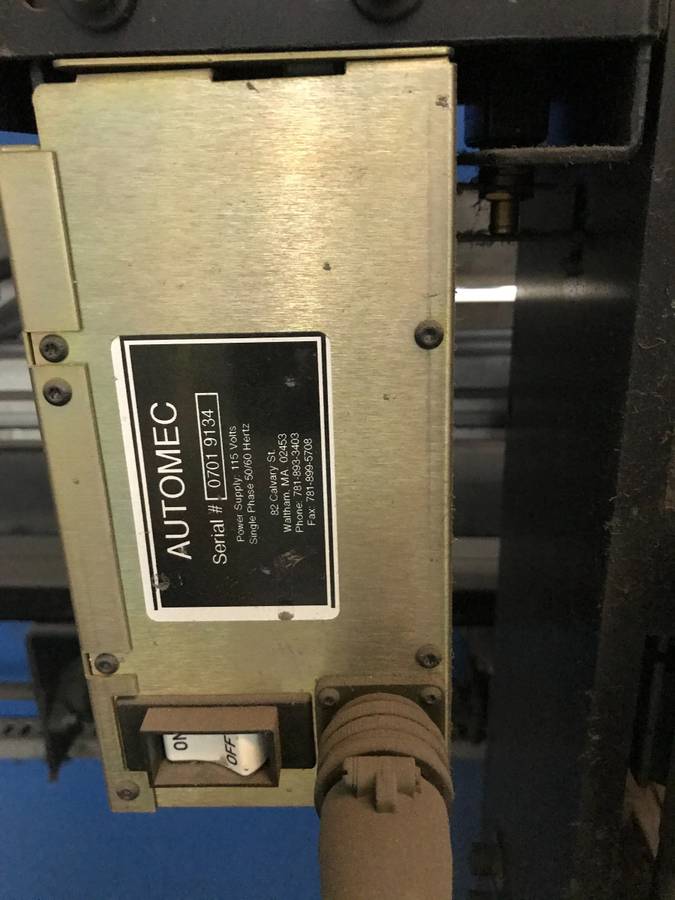 AUTOMEC
Serial # 0701 9134
Power Supply: 115 Volts
Single Phase 50/60 Hertz
82 Calvary St.
Waltham, MA. 02453
Phone: 781-893-3403
Fax: 781-899-5708
ON
OFF